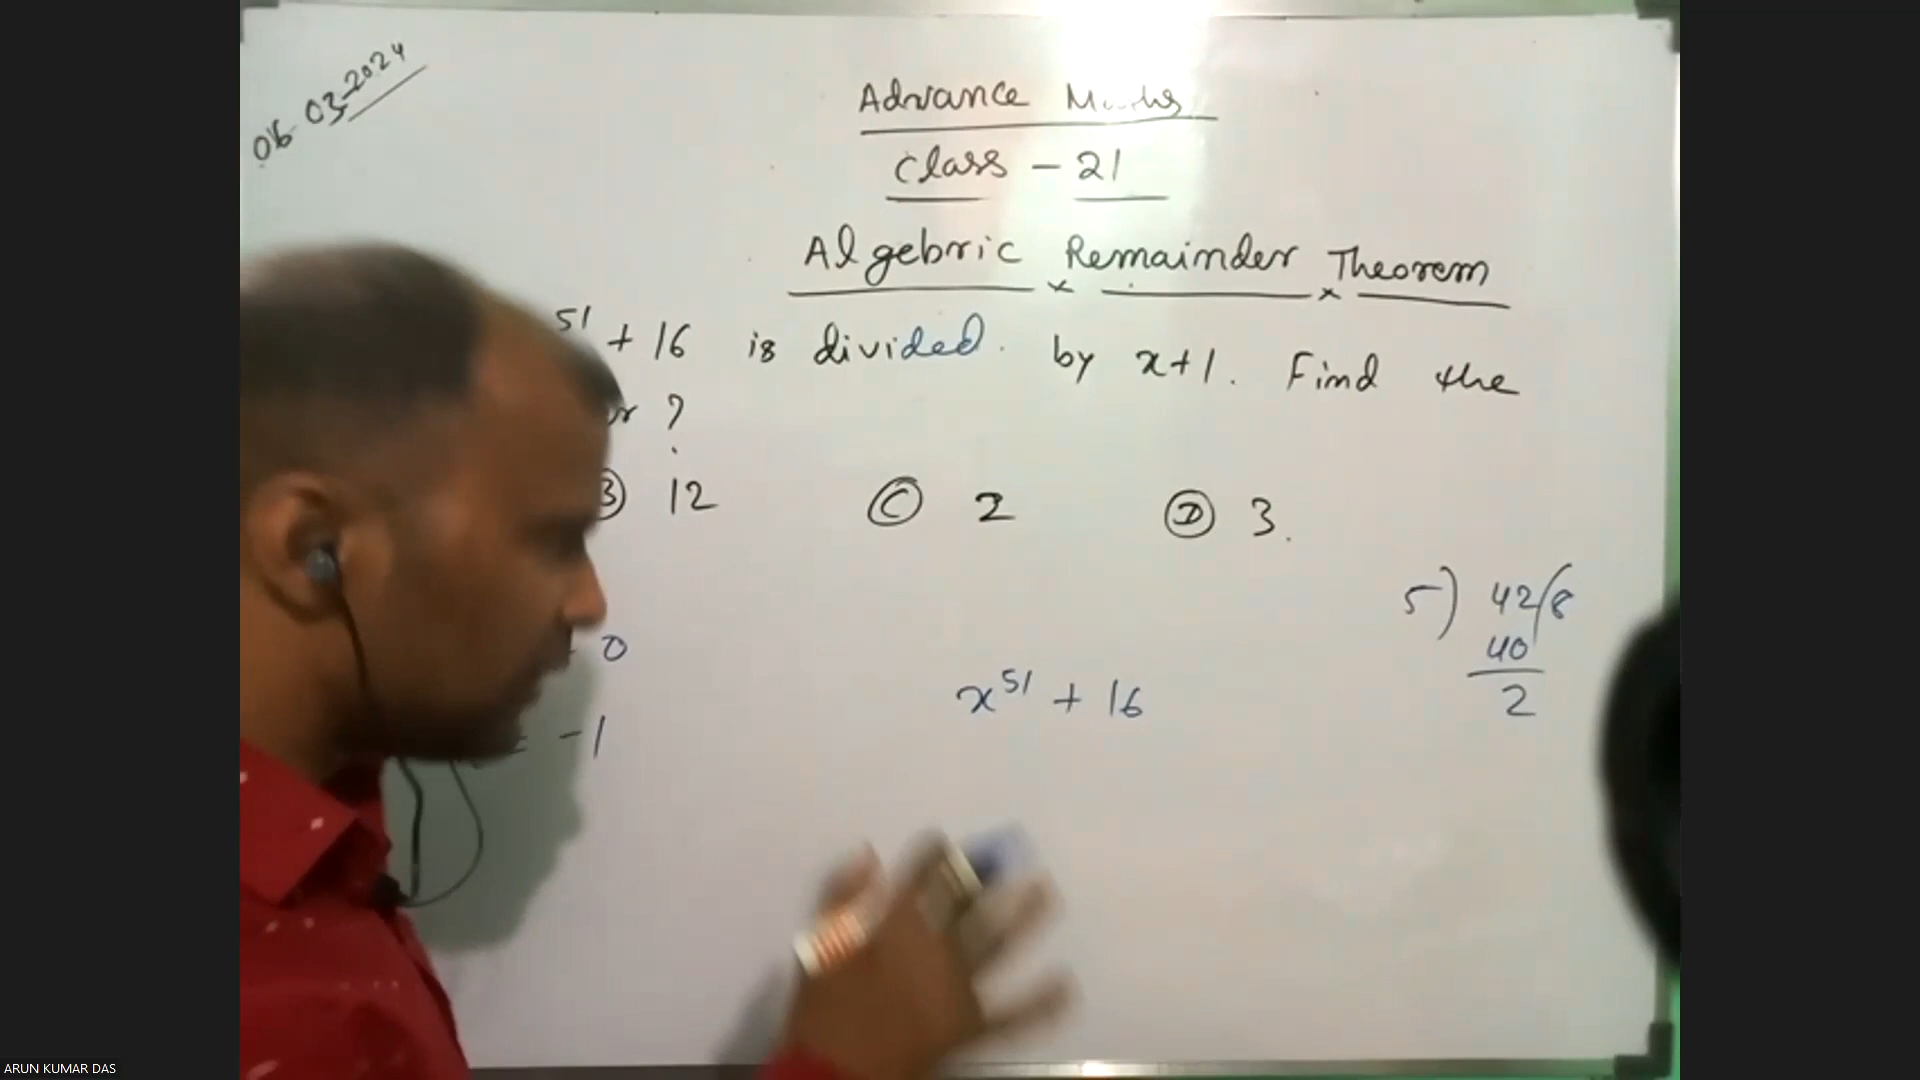 06-03-2024
Advance Maths
Class - 21
Algebric Remainder Theorem
51 + 16 is divided. by x+1. Find the
r ?
B 12 C 2 D 3.
5) 42(8
40
2
0
x^51 + 16
= -1
ARUN KUMAR DAS